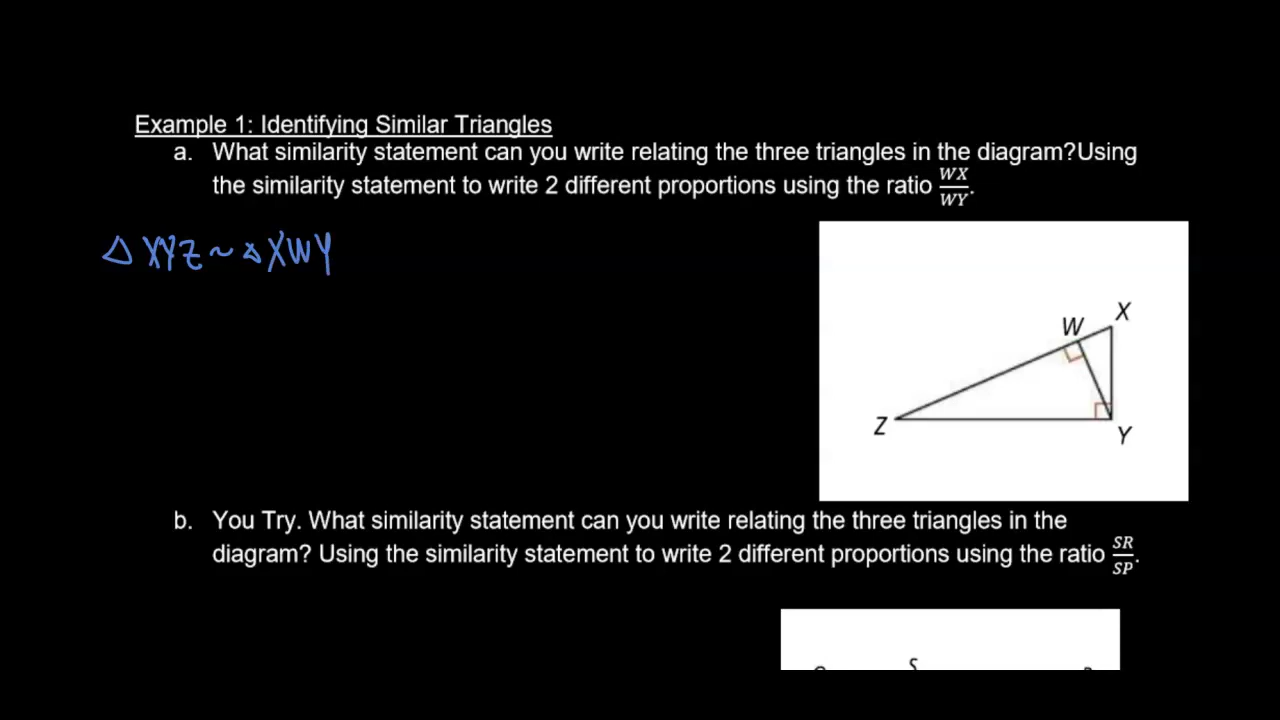 Example 1: Identifying Similar Triangles
a. What similarity statement can you write relating the three triangles in the diagram?Using
the similarity statement to write 2 different proportions using the ratio WX/WY.
△ XYZ ~ △ XWY
X
W
Z
Y
b. You Try. What similarity statement can you write relating the three triangles in the
diagram? Using the similarity statement to write 2 different proportions using the ratio SR/SP.
S